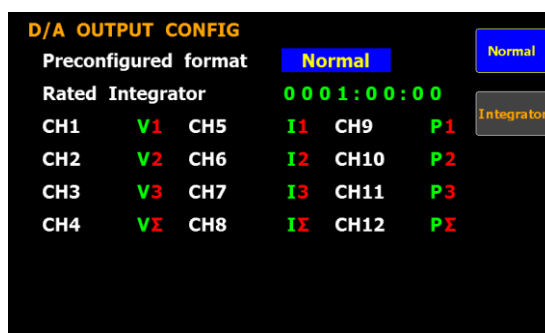 D/A OUTPUT CONFIG
Preconfigured format Normal
Rated Integrator 0001:00:00
CH1 V1 CH5 I1 CH9 P1
CH2 V2 CH6 I2 CH10 P2
CH3 V3 CH7 I3 CH11 P3
CH4 VΣ CH8 IΣ CH12 PΣ
Normal
Integrator